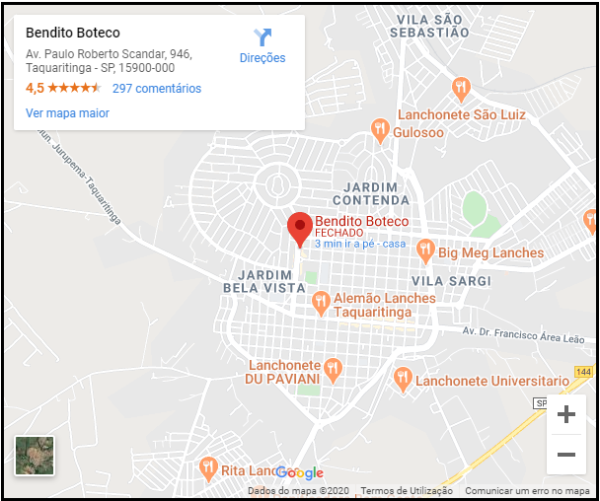 Bendito Boteco
Av. Paulo Roberto Scandar, 946,
Taquaritinga - SP, 15900-000
4,5
297 comentários
Ver mapa maior
Direções
VILA SÃO
SEBASTIÃO
Lanchonete São Luiz
Gulosoo
un. Jurupema-Taquaritinga
JARDIM
CONTENDA
Bendito Boteco
FECHADO
3 min ir a pé - casa
Big Meg Lanches
JARDIM
BELA VISTA
VILA SARGI
Alemão Lanches
Taquaritinga
Av. Dr. Francisco Área Leão
Lanchonete
DU PAVIANI
Lanchonete Universitario
144
SP
+
−
Rita Lanc
Google
Dados do mapa ©2020
Termos de Utilização
Comunicar um erro no mapa